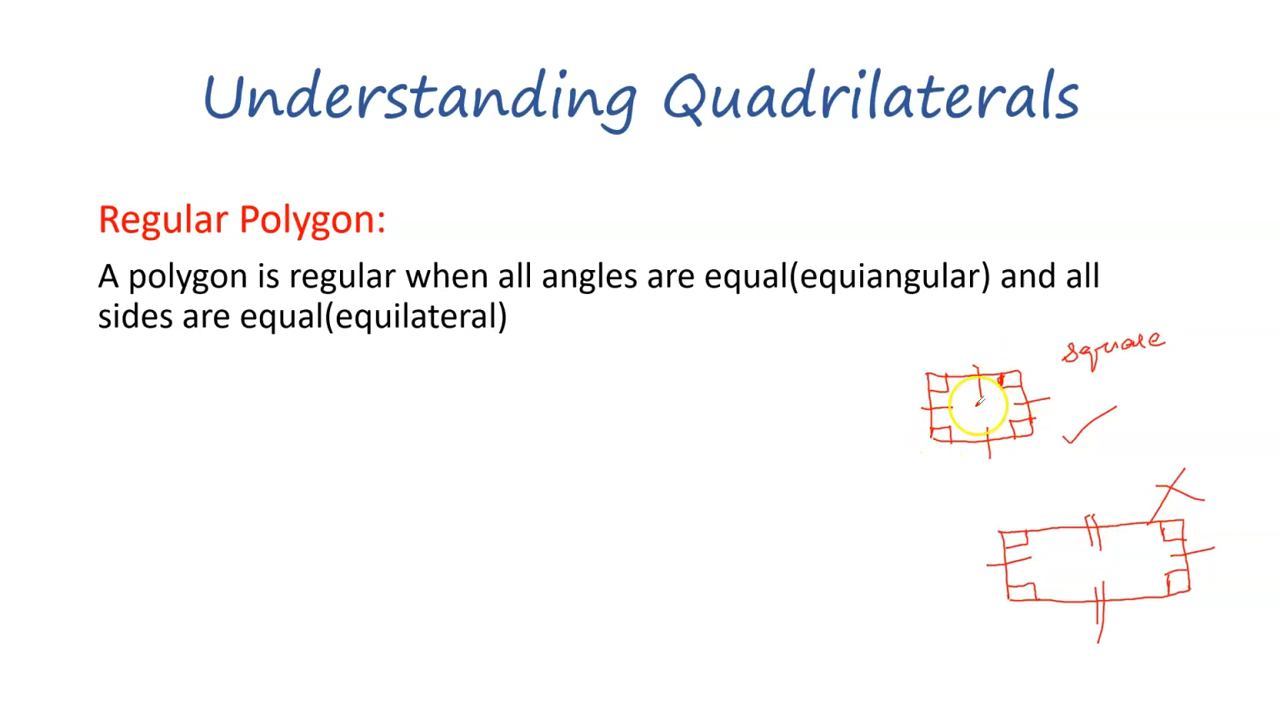 Understanding Quadrilaterals
Regular Polygon:
A polygon is regular when all angles are equal(equiangular) and all
sides are equal(equilateral)
square